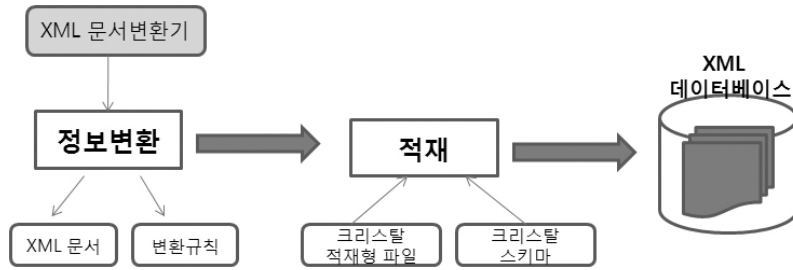 XML 문서변환기
XML
데이터베이스
정보변환
적재
XML 문서
변환규칙
크리스탈
적재형 파일
크리스탈
스키마